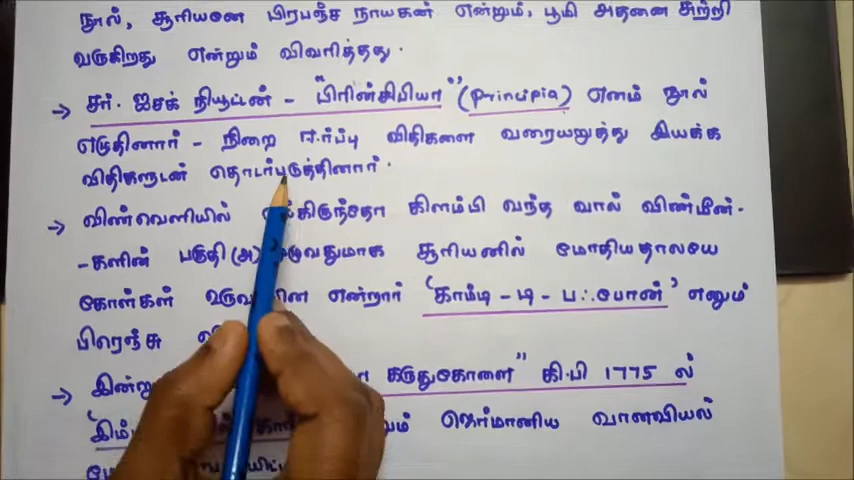 நூல், சூரியனே பிரபஞ்ச நாயகன் என்றும், பூமி அதனை சுற்றி
வருகிறது என்றும் விவரித்தது.
→ சர். ஐசக் நியூட்டன் - "பிரின்சிபியா" (Principia) எனும் நூல்
எழுதினார் - நிறை ஈர்ப்பு விதிகளை வரையறுத்து இயக்க
விதிகளுடன் தொடர்படுத்தினார்.
→ விண்வெளியில் கிளம்பி வந்த வால் விண்மீன்-
-களின் பகுதி (அ) முழுவதுமாக சூரியனில் மோதியதாலயே
கோள்கள் என்றார் 'காம்டி - டி - பஃபோன்' எனும்
பிரெஞ்சு
→ கருதுகோளை" கி.பி 1775 ல்
ஜெர்மானிய வானவியல்